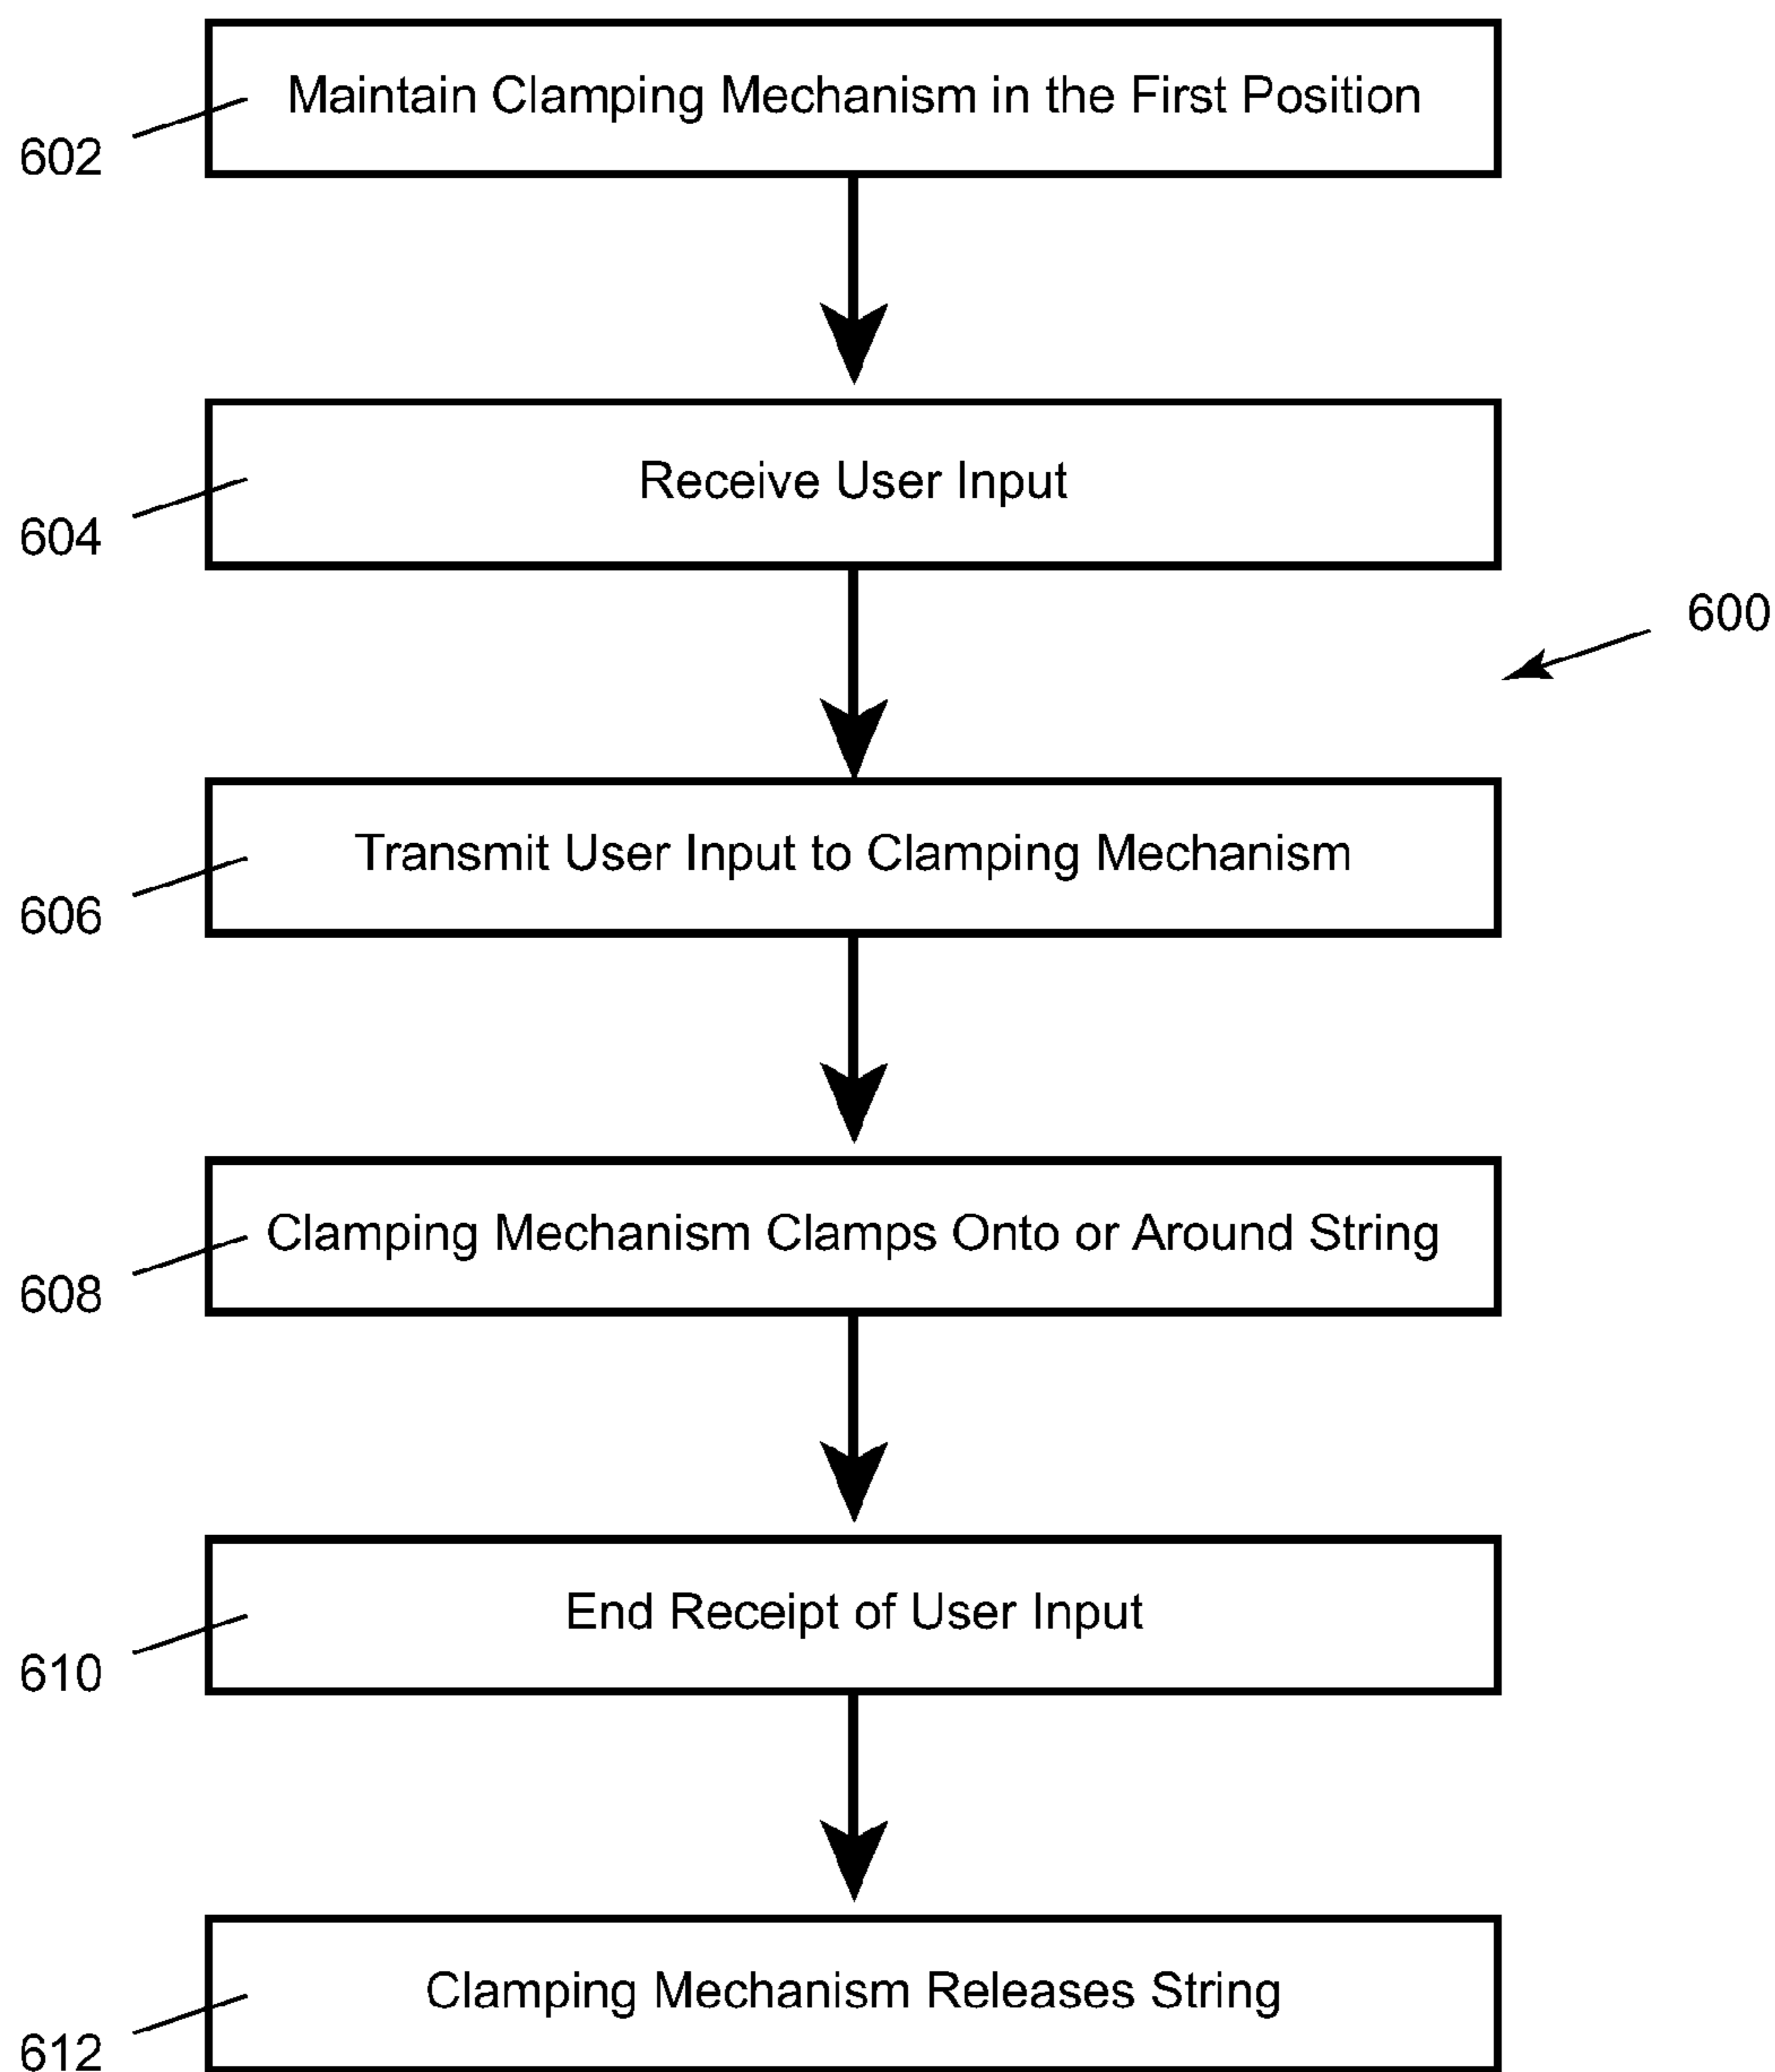 Maintain Clamping Mechanism in the First Position
602
Receive User Input
604
600
Transmit User Input to Clamping Mechanism
606
Clamping Mechanism Clamps Onto or Around String
608
End Receipt of User Input
610
Clamping Mechanism Releases String
612